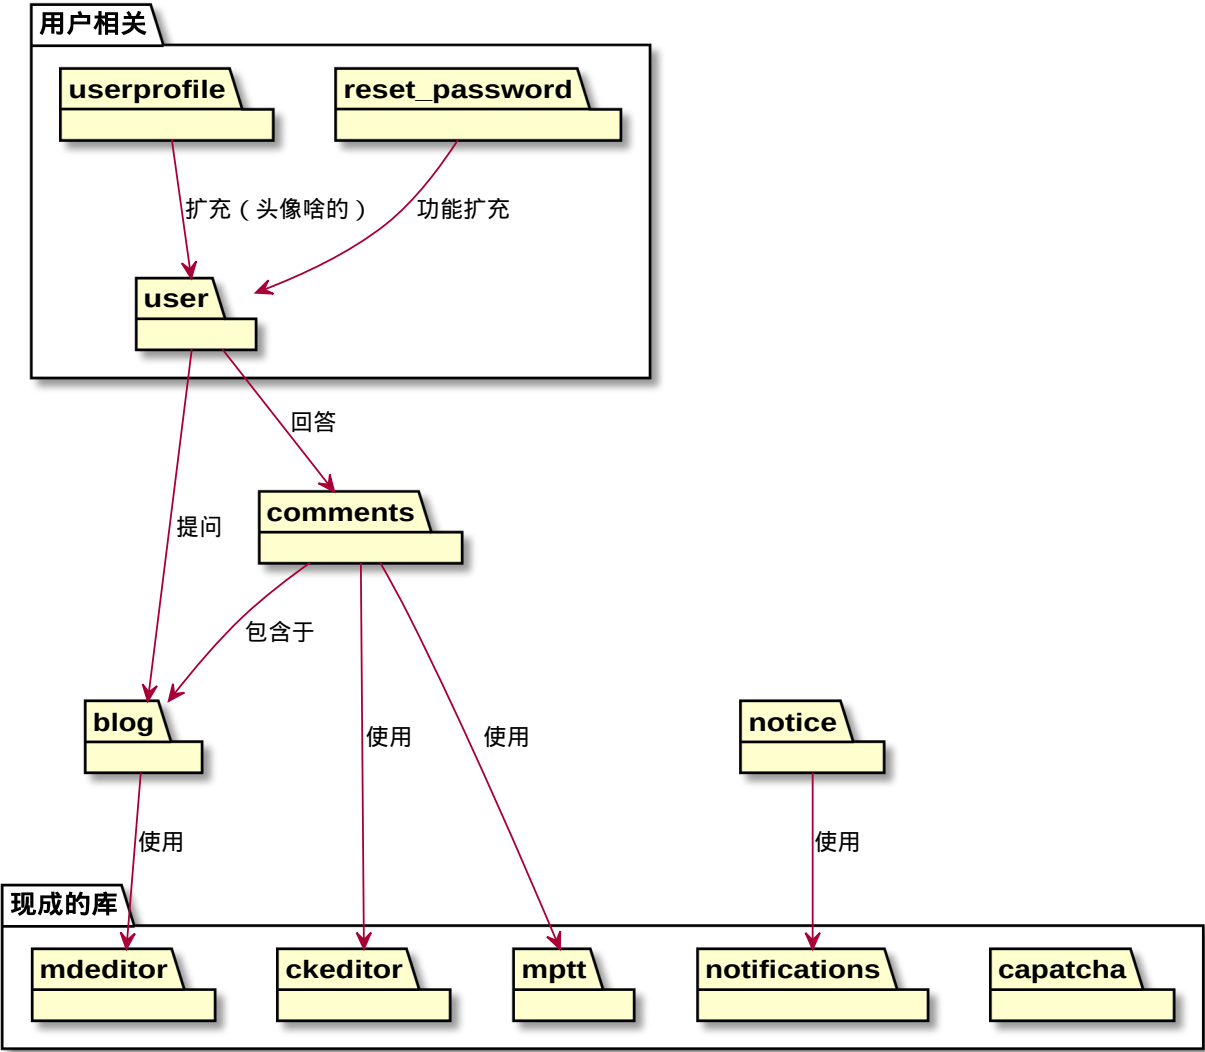 用户相关
userprofile
reset_password
扩充（头像啥的）
功能扩充
user
回答
comments
提问
包含于
blog
使用
使用
notice
使用
使用
现成的库
mdeditor
ckeditor
mptt
notifications
capatcha